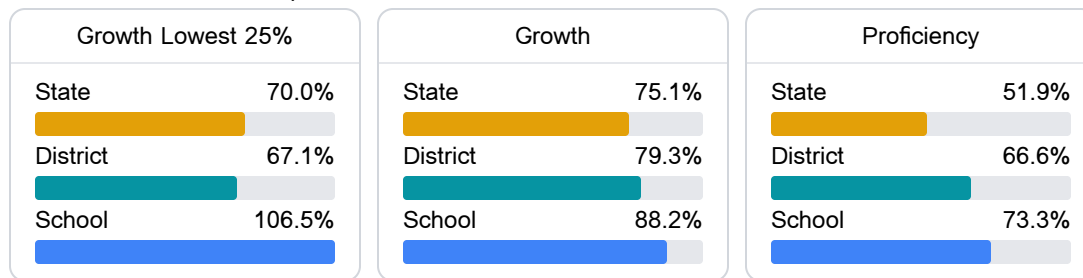 Growth Lowest 25%
State 70.0%
District 67.1%
School 106.5%
Growth
State 75.1%
District 79.3%
School 88.2%
Proficiency
State 51.9%
District 66.6%
School 73.3%